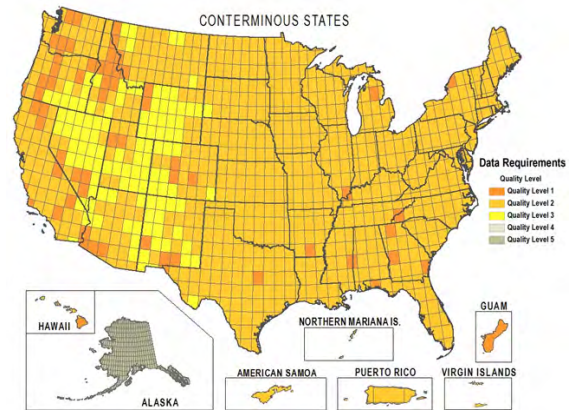 CONTERMINOUS STATES
Data Requirements
Quality Level
Quality Level 1
Quality Level 2
Quality Level 3
Quality Level 4
Quality Level 5
HAWAII
ALASKA
NORTHERN MARIANA IS.
GUAM
AMERICAN SAMOA
PUERTO RICO
VIRGIN ISLANDS